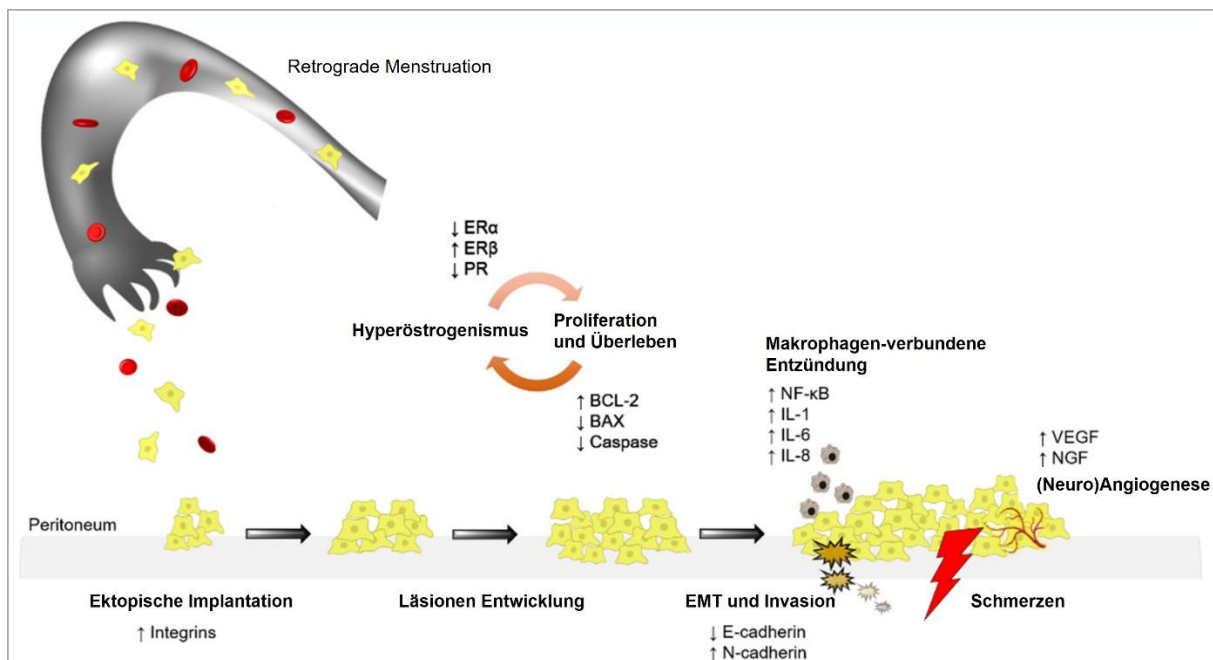 Retrograde Menstruation
↓ ERα
↑ ERβ
↓ PR
Hyperöstrogenismus
Proliferation
und Überleben
↑ BCL-2
↓ BAX
↓ Caspase
Makrophagen-verbundene
Entzündung
↑ NF-κB
↑ IL-1
↑ IL-6
↑ IL-8
↑ VEGF
↑ NGF
(Neuro)Angiogenese
Peritoneum
Ektopische Implantation
↑ Integrins
Läsionen Entwicklung
EMT und Invasion
↓ E-cadherin
↑ N-cadherin
Schmerzen